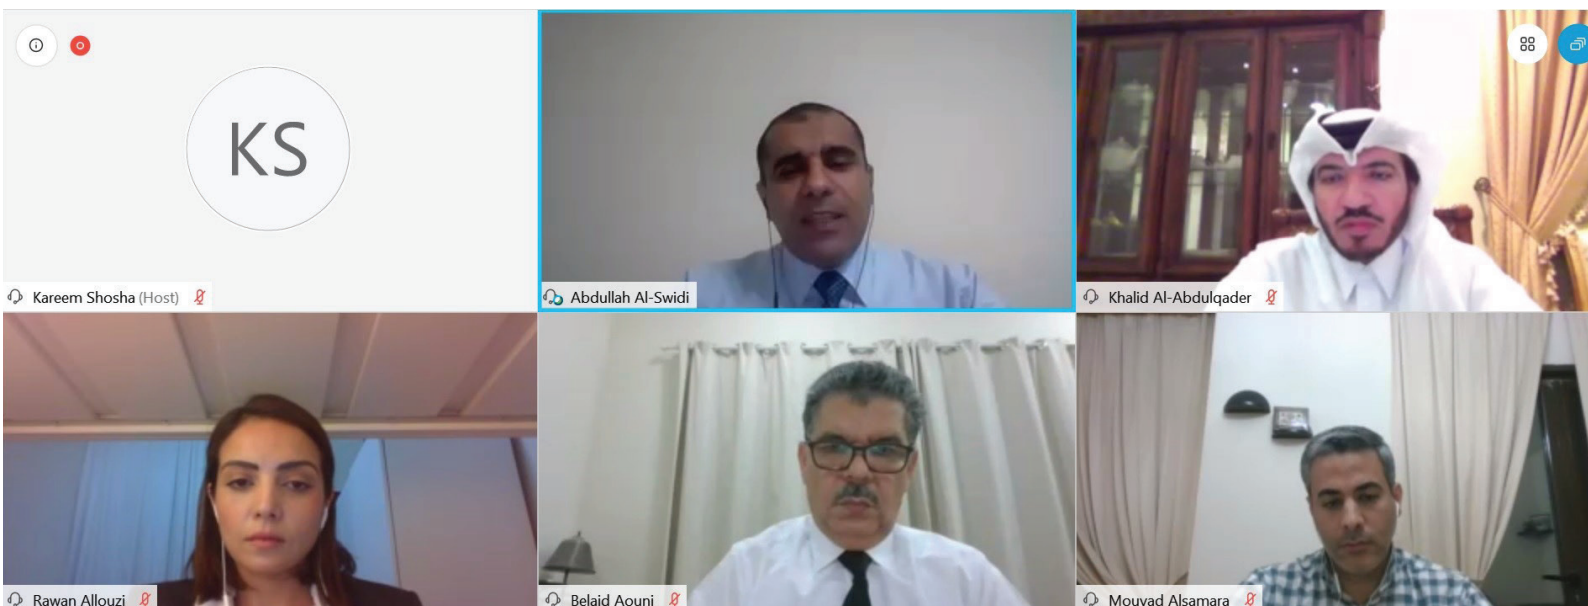 KS
Kareem Shosha (Host)
Abdullah Al-Swidi
Khalid Al-Abdulqader
Rawan Allouzi
Belaid Aouni
Mouyad Alsamara